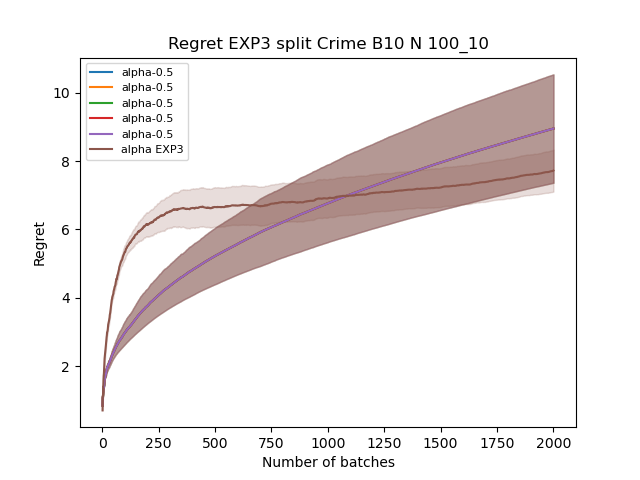 Regret EXP3 split Crime B10 N 100_10
alpha-0.5
alpha-0.5
alpha-0.5
alpha-0.5
alpha-0.5
alpha EXP3
Regret
10
8
6
4
2
0 250 500 750 1000 1250 1500 1750 2000
Number of batches